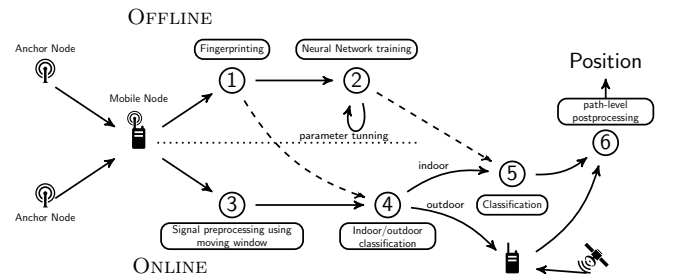 OFFLINE
Anchor Node
Fingerprinting
Neural Network training
1
2
Mobile Node
parameter tunning
Position
path-level
postprocessing
6
indoor
5
Classification
Anchor Node
3
Signal preprocessing using
moving window
4
Indoor/outdoor
classification
outdoor
ONLINE